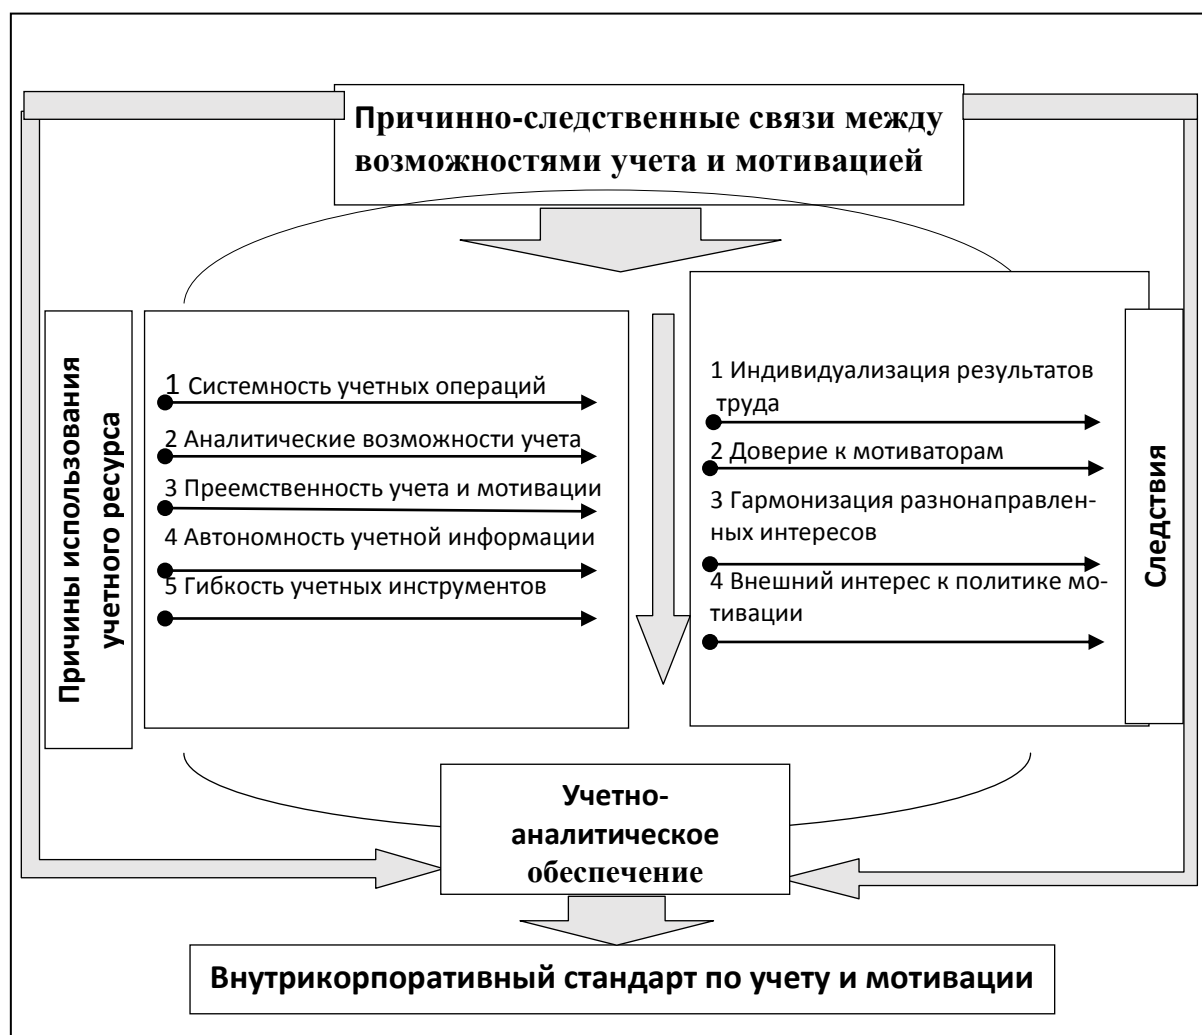 Причинно-следственные связи между
возможностями учета и мотивацией
Причины использования
учетного ресурса
1 Системность учетных операций
2 Аналитические возможности учета
3 Преемственность учета и мотивации
4 Автономность учетной информации
5 Гибкость учетных инструментов
1 Индивидуализация результатов
труда
2 Доверие к мотиваторам
3 Гармонизация разнонаправлен-
ных интересов
4 Внешний интерес к политике мо-
тивации
Следствия
Учетно-
аналитическое
обеспечение
Внутрикорпоративный стандарт по учету и мотивации